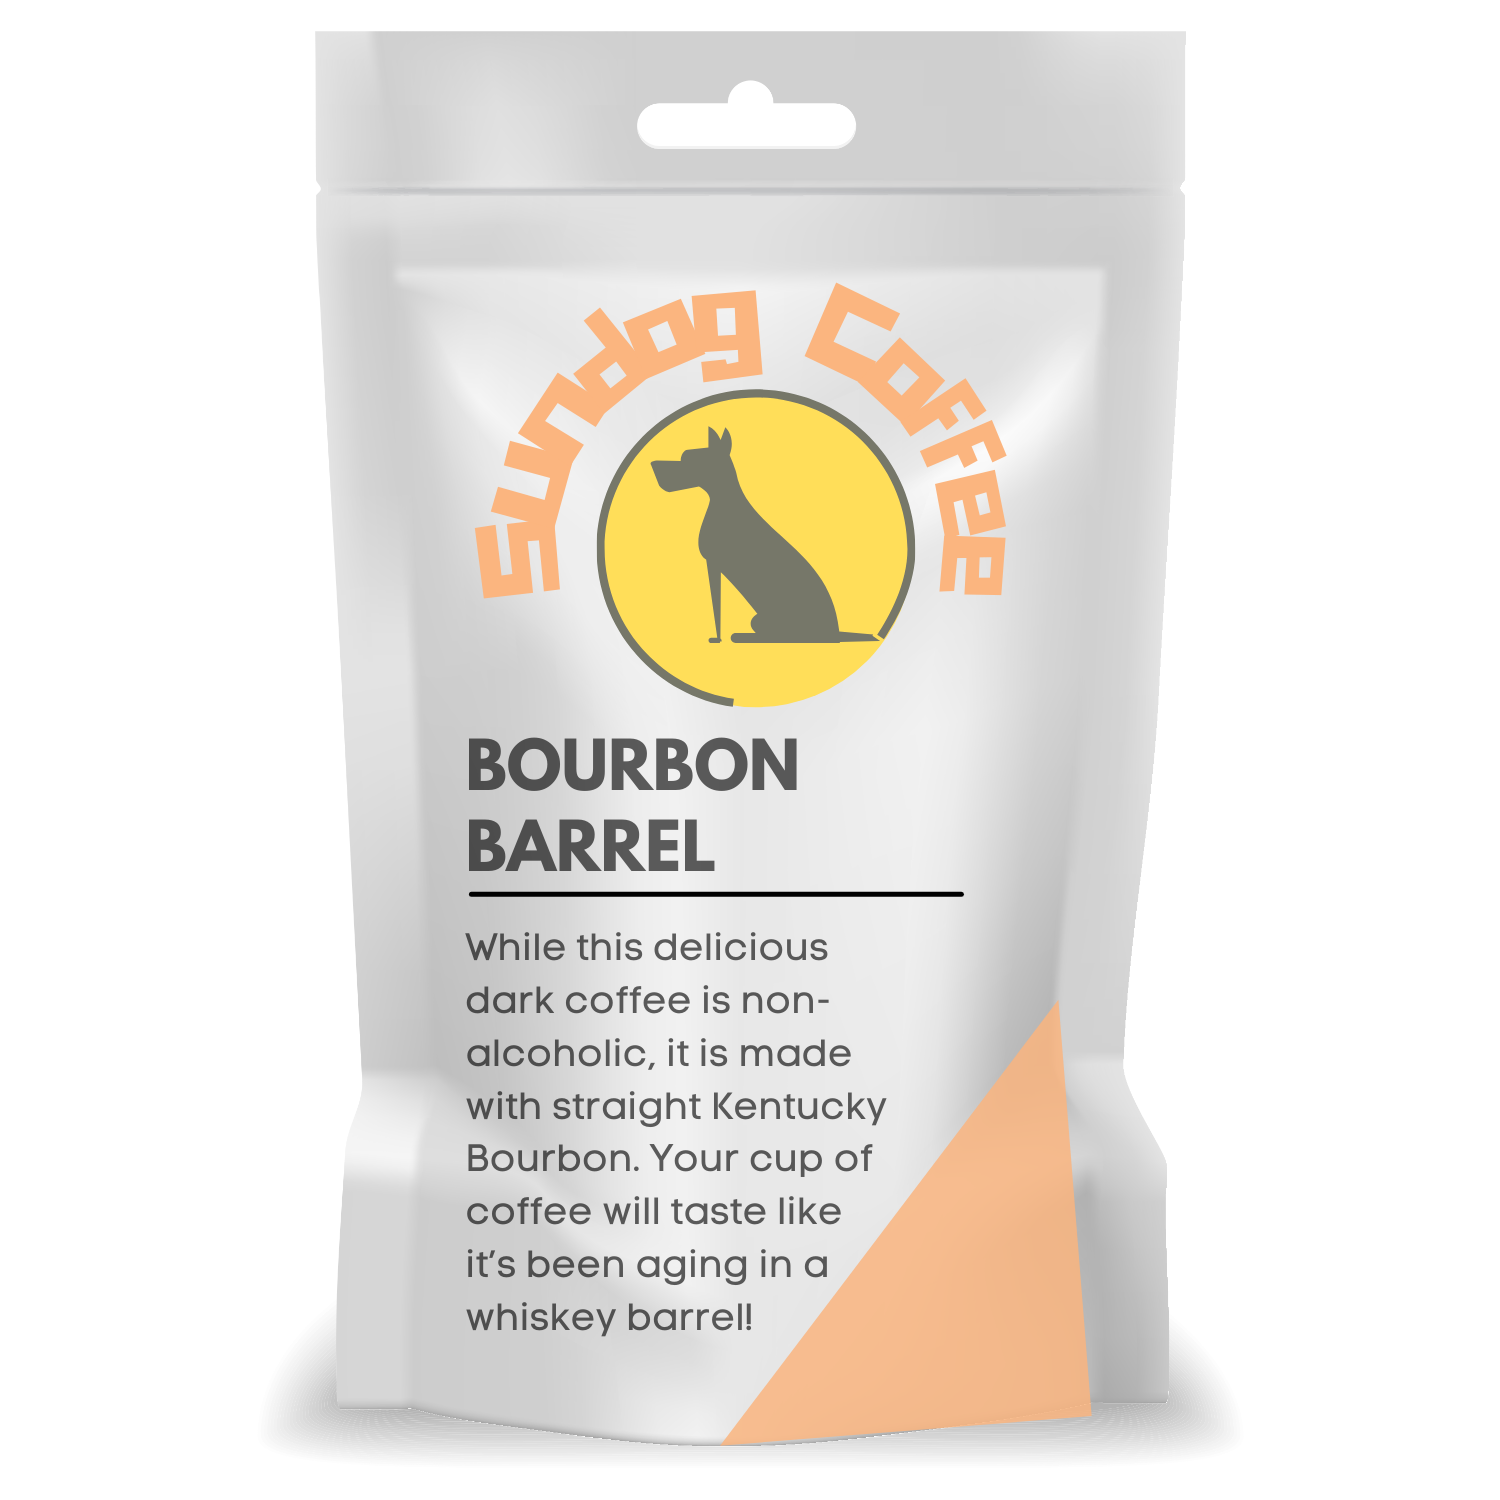 Sundog Coffee
BOURBON
BARREL
While this delicious
dark coffee is non-
alcoholic, it is made
with straight Kentucky
Bourbon. Your cup of
coffee will taste like
it's been aging in a
whiskey barrel!